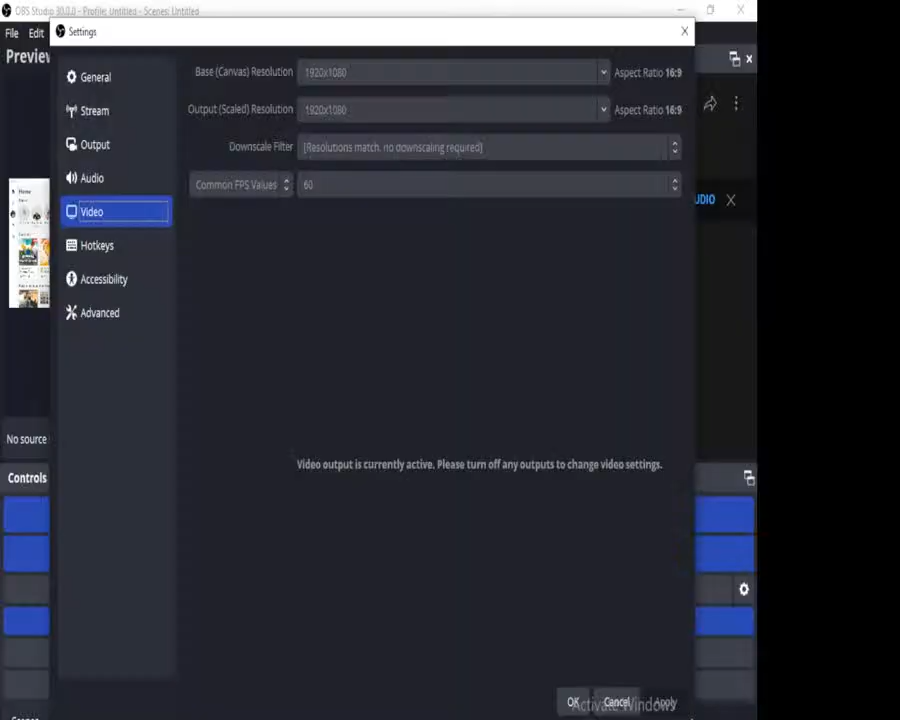 OBS Studio 30.0.0 - Profile: Untitled - Scenes: Untitled
Settings
File Edit
Preview
General
Stream
Output
Audio
Video
Hotkeys
Accessibility
Advanced
Base (Canvas) Resolution 1920x1080 Aspect Ratio 16:9
Output (Scaled) Resolution 1920x1080 Aspect Ratio 16:9
Downscale Filter [Resolutions match, no downscaling required]
Common FPS Values 60
UDIO
No source
Video output is currently active. Please turn off any outputs to change video settings.
Controls
OK Cancel Apply
Activate Windows